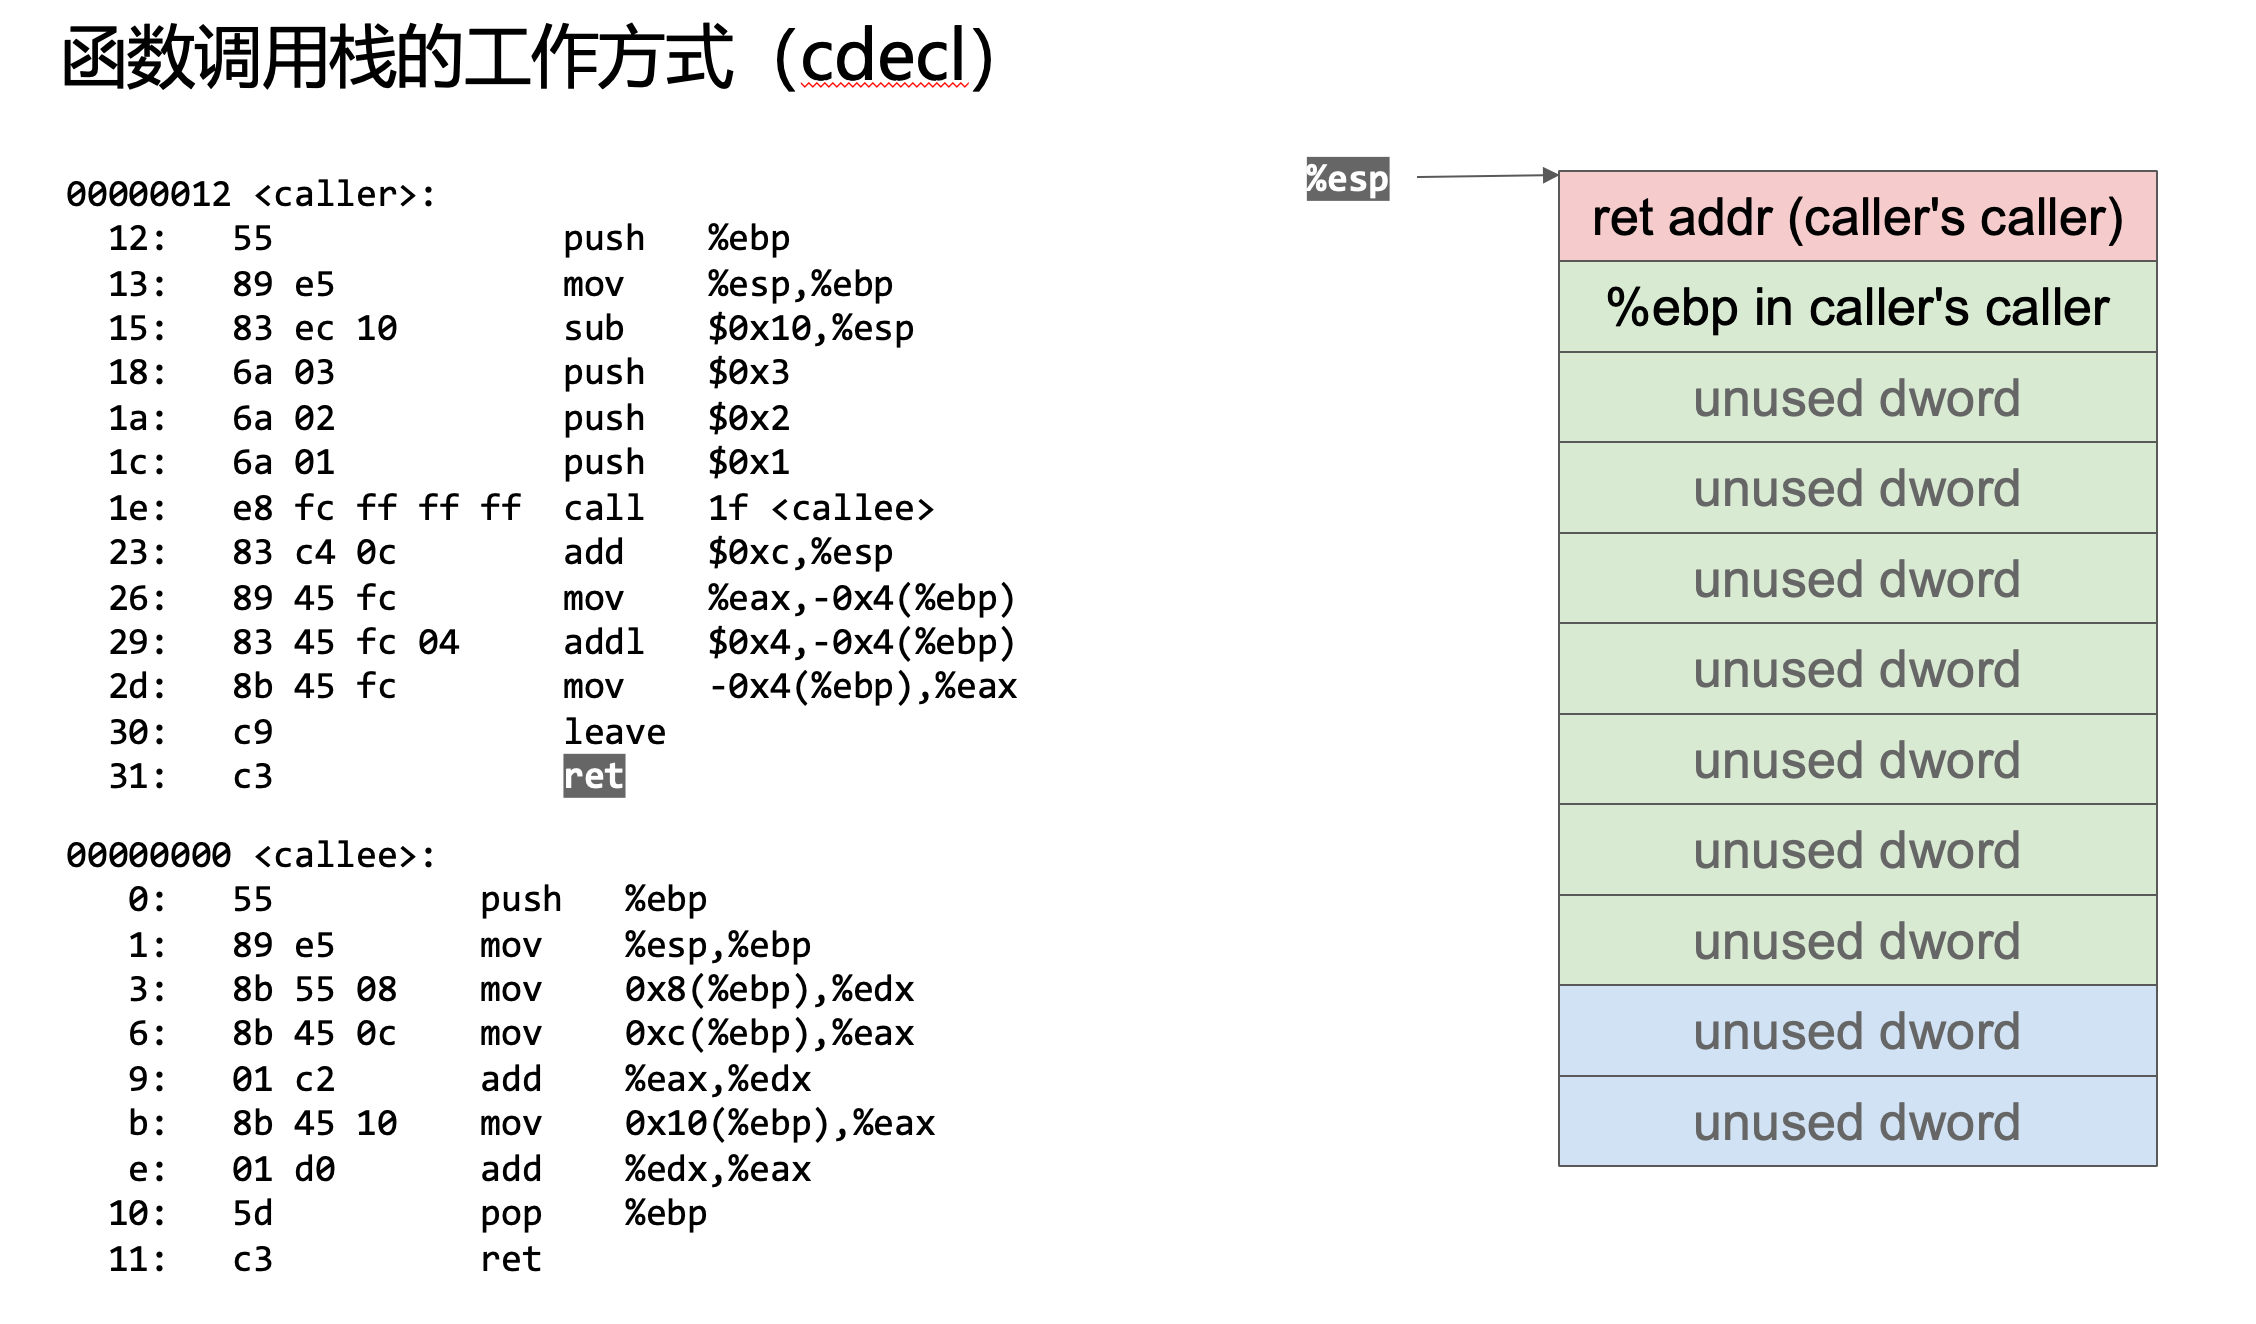 函数调用栈的工作方式（cdecl）
00000012 <caller>:
12: 55 push %ebp
13: 89 e5 mov %esp,%ebp
15: 83 ec 10 sub $0x10,%esp
18: 6a 03 push $0x3
1a: 6a 02 push $0x2
1c: 6a 01 push $0x1
1e: e8 fc ff ff ff call 1f <callee>
23: 83 c4 0c add $0xc,%esp
26: 89 45 fc mov %eax,-0x4(%ebp)
29: 83 45 fc 04 addl $0x4,-0x4(%ebp)
2d: 8b 45 fc mov -0x4(%ebp),%eax
30: c9 leave
31: c3 ret
00000000 <callee>:
0: 55 push %ebp
1: 89 e5 mov %esp,%ebp
3: 8b 55 08 mov 0x8(%ebp),%edx
6: 8b 45 0c mov 0xc(%ebp),%eax
9: 01 c2 add %eax,%edx
b: 8b 45 10 mov 0x10(%ebp),%eax
e: 01 d0 add %edx,%eax
10: 5d pop %ebp
11: c3 ret
%esp
ret addr (caller's caller)
%ebp in caller's caller
unused dword
unused dword
unused dword
unused dword
unused dword
unused dword
unused dword
unused dword
unused dword